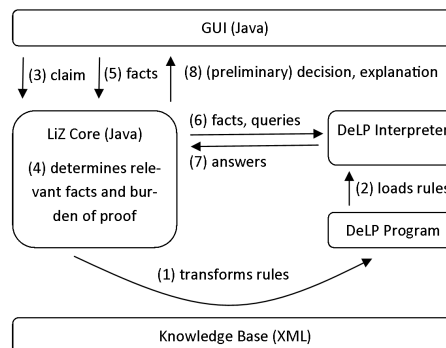 GUI (Java)
(3) claim
(5) facts
(8) (preliminary) decision, explanation
LiZ Core (Java)
(4) determines rele-
vant facts and bur-
den of proof
(6) facts, queries
(7) answers
DeLP Interpreter
(2) loads rules
DeLP Program
(1) transforms rules
Knowledge Base (XML)